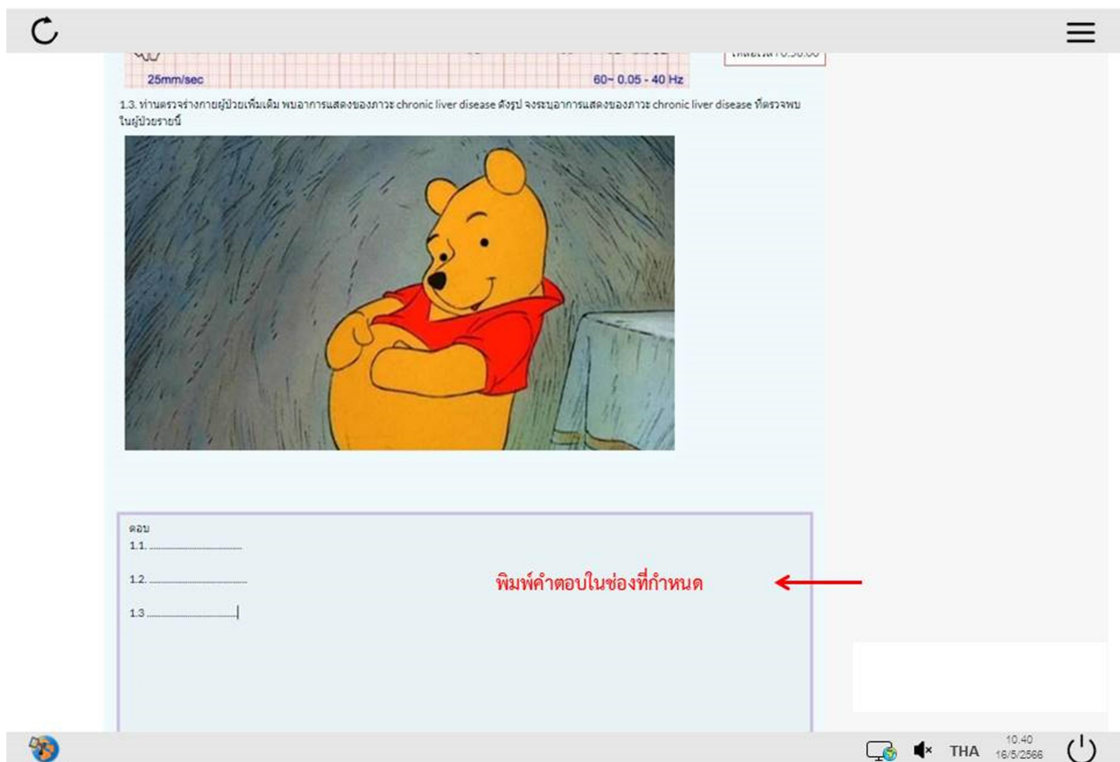 25mm/sec
60~ 0.05 - 40 Hz
1.3. ท่านตรวจร่างกายผู้ป่วยเพิ่มเติม พบอาการแสดงของภาวะ chronic liver disease ดังรูป จงระบุอาการแสดงของภาวะ chronic liver disease ที่ตรวจพบ
ในผู้ป่วยรายนี้
ตอบ
1.1. ................................
1.2. ................................
1.3 ................................
พิมพ์คำตอบในช่องที่กำหนด
THA
10.40
16/5/2566